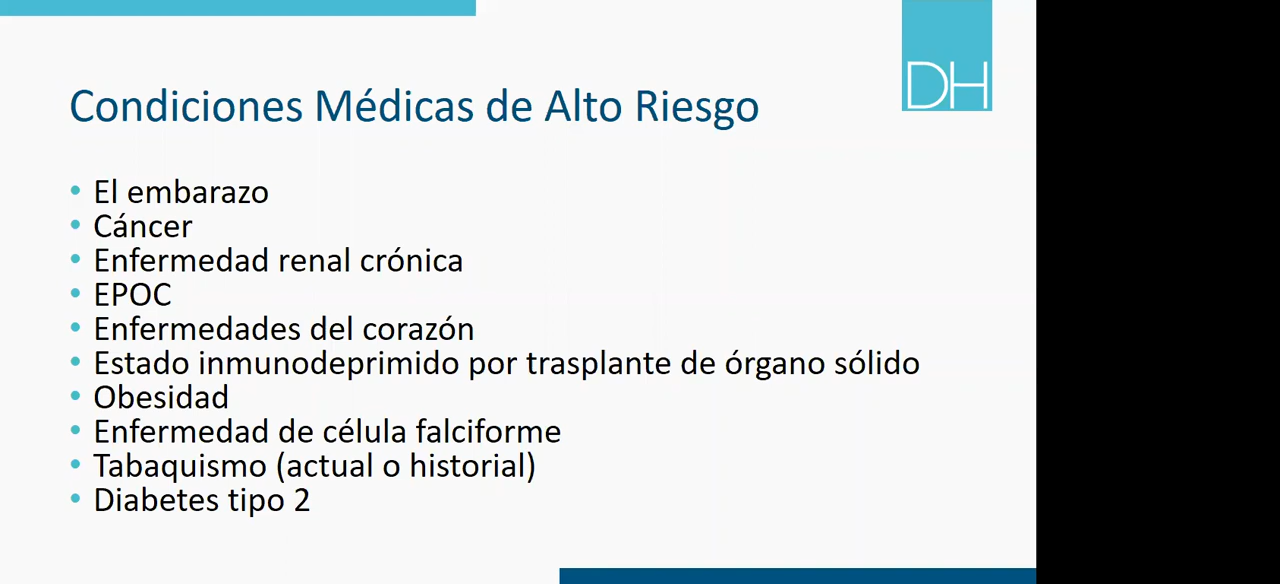 DH
Condiciones Médicas de Alto Riesgo
• El embarazo
• Cáncer
• Enfermedad renal crónica
• EPOC
• Enfermedades del corazón
• Estado inmunodeprimido por trasplante de órgano sólido
• Obesidad
• Enfermedad de célula falciforme
• Tabaquismo (actual o historial)
• Diabetes tipo 2